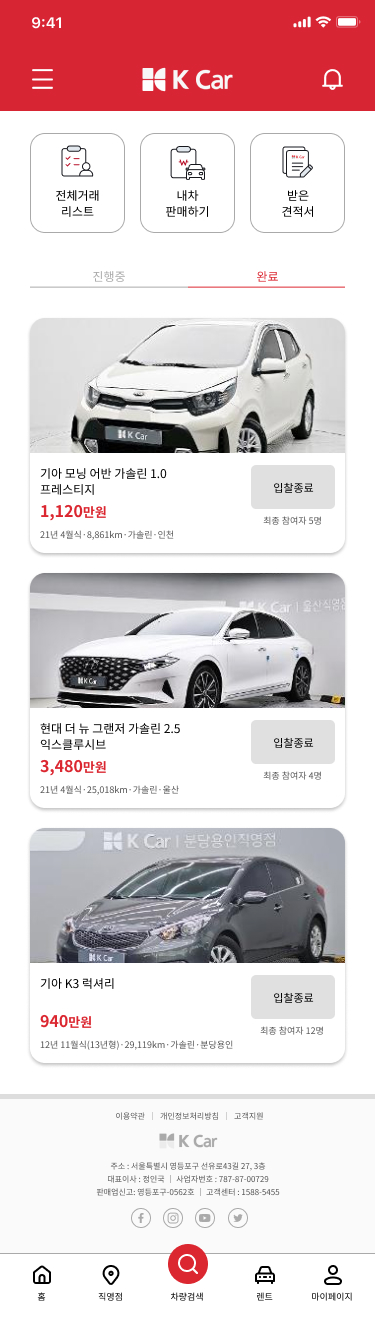 9:41
K Car
전체거래
리스트
내차
판매하기
받은
견적서
진행중
완료
K Car
기아 모닝 어반 가솔린 1.0
프레스티지
1,120만원
21년 4월식·8,861km·가솔린·인천
입찰종료
최종 참여자 5명
K Car | 울산직영점
K Car
현대 더 뉴 그랜저 가솔린 2.5
익스클루시브
3,480만원
21년 4월식·25,018km·가솔린·울산
입찰종료
최종 참여자 4명
K Car | 분당용인직영점
K Car
기아 K3 럭셔리
940만원
12년 11월식(13년형)·29,119km·가솔린·분당용인
입찰종료
최종 참여자 12명
이용약관 | 개인정보처리방침 | 고객지원
K Car
주소 : 서울특별시 영등포구 선유로43길 27, 3층
대표이사 : 정인국 | 사업자번호 : 787-87-00729
판매업신고: 영등포구-0562호 | 고객센터 : 1588-5455
홈
직영점
차량검색
렌트
마이페이지